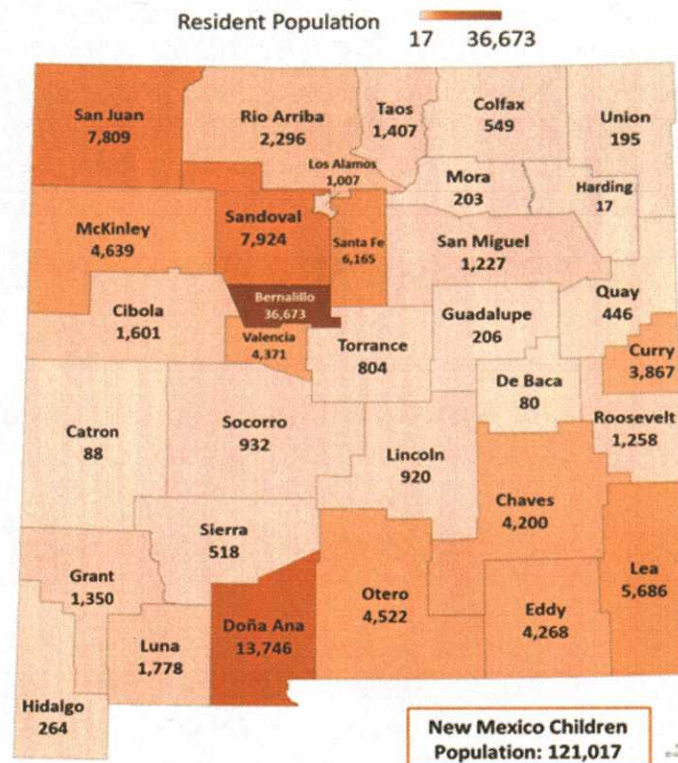 Resident Population
17 36,673
San Juan
7,809
Rio Arriba
2,296
Taos
1,407
Colfax
549
Union
195
Los Alamos
1,007
Mora
203
Harding
17
McKinley
4,639
Sandoval
7,924
Santa Fe
6,165
San Miguel
1,227
Quay
446
Cibola
1,601
Bernalillo
36,673
Valencia
4,371
Torrance
804
Guadalupe
206
Curry
3,867
De Baca
80
Roosevelt
1,258
Catron
88
Socorro
932
Lincoln
920
Chaves
4,200
Sierra
518
Grant
1,350
Otero
4,522
Eddy
4,268
Lea
5,686
Doña Ana
13,746
Luna
1,778
Hidalgo
264
New Mexico Children
Population: 121,017